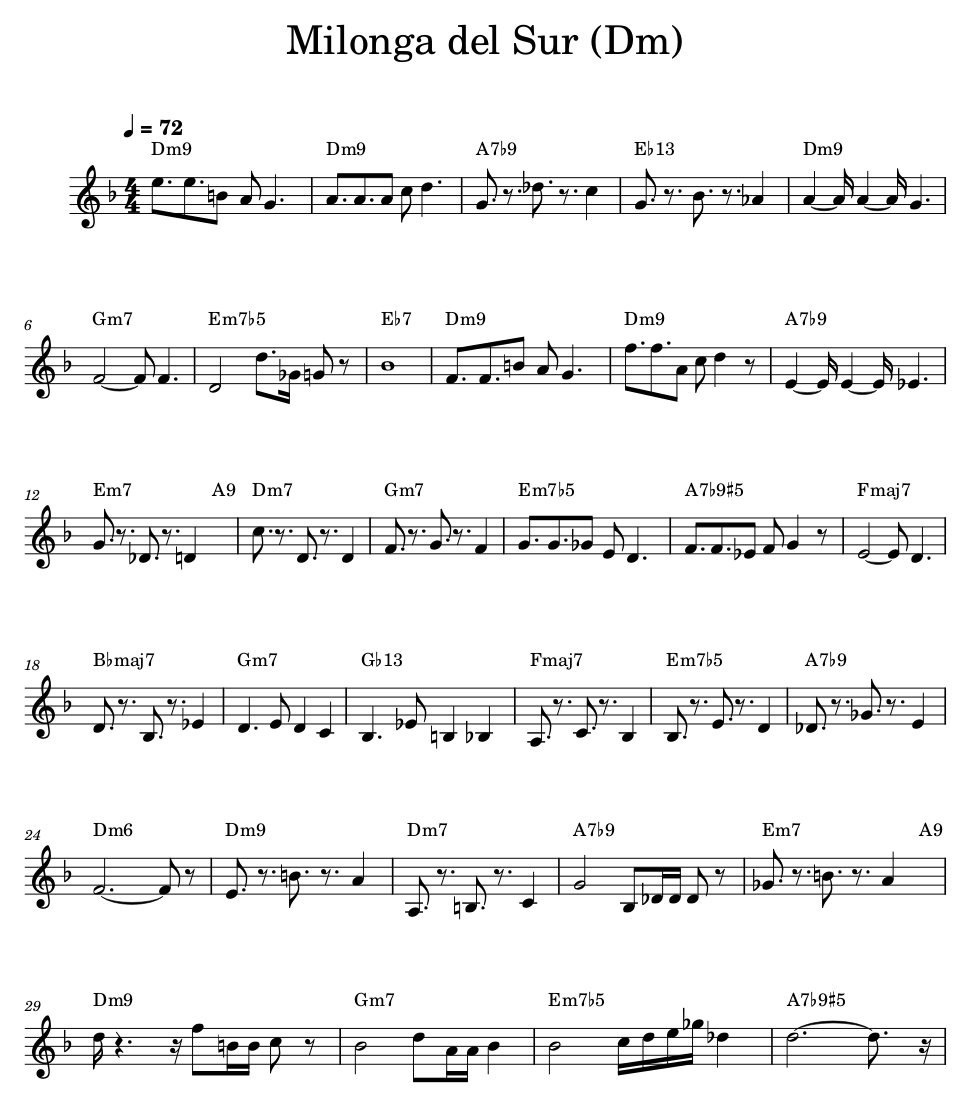 Milonga del Sur (Dm)
♩ = 72
Dm9 Dm9 A7♭9 E♭13 Dm9
4
4
6
Gm7 Em7♭5 E♭7 Dm9 Dm9 A7♭9
12
Em7 A9 Dm7 Gm7 Em7♭5 A7♭9♯5 Fmaj7
18
B♭maj7 Gm7 G♭13 Fmaj7 Em7♭5 A7♭9
24
Dm6 Dm9 Dm7 A7♭9 Em7 A9
29
Dm9 Gm7 Em7♭5 A7♭9♯5